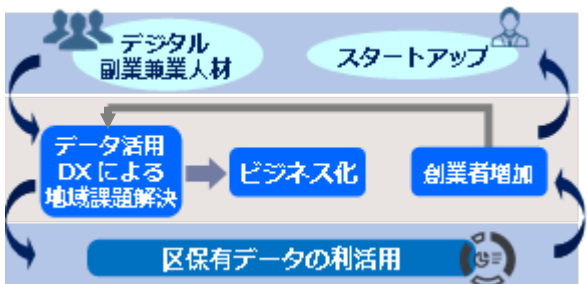 デジタル
副業兼業人材
スタートアップ
データ活用
DXによる
地域課題解決
ビジネス化
創業者増加
区保有データの利活用